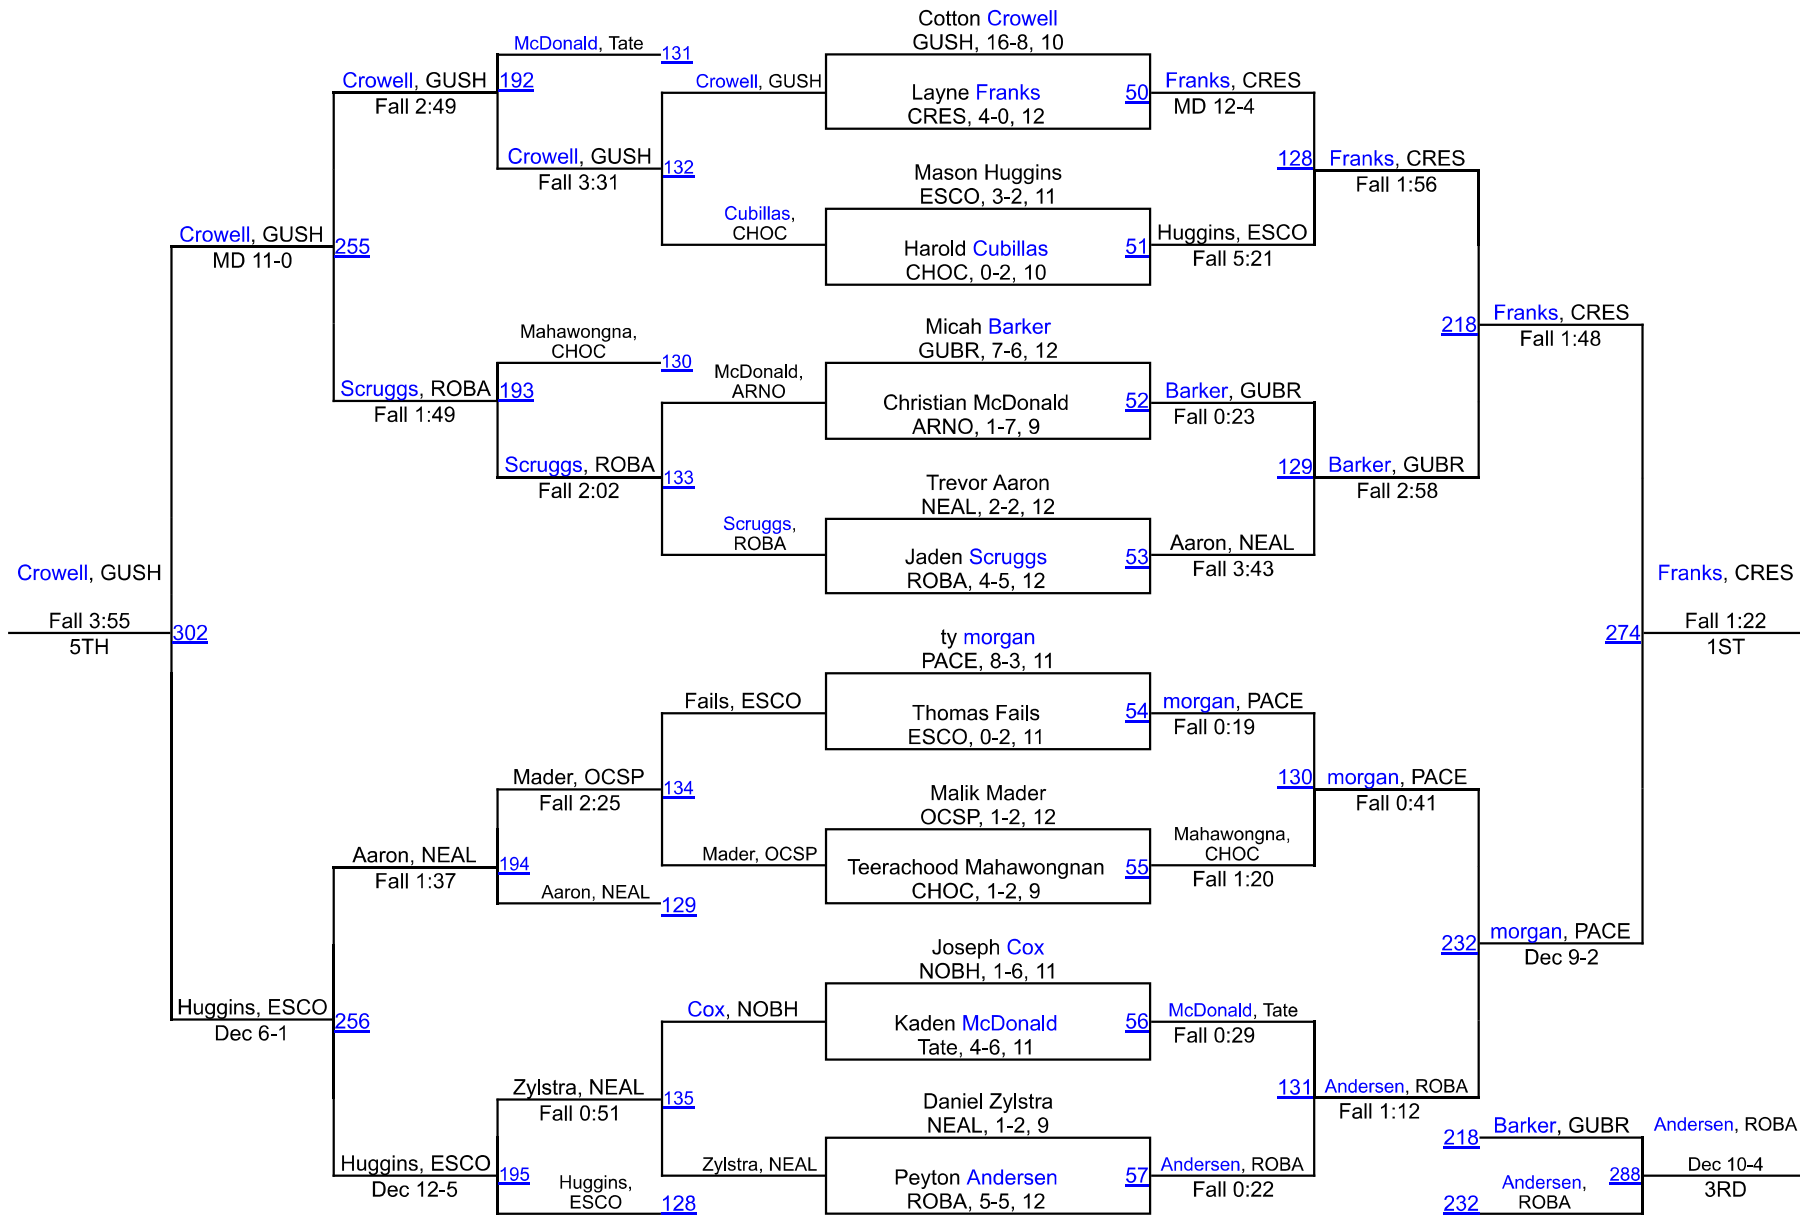 Cotton Crowell
GUSH, 16-8, 10
McDonald, Tate
131
Crowell, GUSH
192
Fall 2:49
Crowell, GUSH
Layne Franks
CRES, 4-0, 12
50
Franks, CRES
MD 12-4
Crowell, GUSH
Fall 3:31
132
Mason Huggins
ESCO, 3-2, 11
128
Franks, CRES
Fall 1:56
Cubillas,
CHOC
Harold Cubillas
CHOC, 0-2, 10
51
Huggins, ESCO
Fall 5:21
Crowell, GUSH
MD 11-0
255
Mahawongna,
CHOC
130
Micah Barker
GUBR, 7-6, 12
218
Franks, CRES
Fall 1:48
Scruggs, ROBA
193
Fall 1:49
McDonald,
ARNO
Christian McDonald
ARNO, 1-7, 9
52
Barker, GUBR
Fall 0:23
Scruggs, ROBA
Fall 2:02
133
Trevor Aaron
NEAL, 2-2, 12
129
Barker, GUBR
Fall 2:58
Scruggs,
ROBA
Jaden Scruggs
ROBA, 4-5, 12
53
Aaron, NEAL
Fall 3:43
Crowell, GUSH
Fall 3:55
5TH
302
Franks, CRES
274
Fall 1:22
1ST
ty morgan
PACE, 8-3, 11
Fails, ESCO
Thomas Fails
ESCO, 0-2, 11
54
morgan, PACE
Fall 0:19
Mader, OCSP
Fall 2:25
134
Malik Mader
OCSP, 1-2, 12
130
morgan, PACE
Fall 0:41
Aaron, NEAL
Fall 1:37
194
Mader, OCSP
Teerachood Mahawongnan
CHOC, 1-2, 9
55
Mahawongna,
CHOC
Fall 1:20
Aaron, NEAL
129
Joseph Cox
NOBH, 1-6, 11
232
morgan, PACE
Dec 9-2
Huggins, ESCO
Dec 6-1
256
Cox, NOBH
Kaden McDonald
Tate, 4-6, 11
56
McDonald, Tate
Fall 0:29
Zylstra, NEAL
Fall 0:51
135
Daniel Zylstra
NEAL, 1-2, 9
131
Andersen, ROBA
Fall 1:12
Huggins, ESCO
Dec 12-5
195
Zylstra, NEAL
Peyton Andersen
ROBA, 5-5, 12
57
Andersen, ROBA
Fall 0:22
Huggins,
ESCO
128
218
Barker, GUBR
Andersen, ROBA
288
Dec 10-4
3RD
232
Andersen,
ROBA